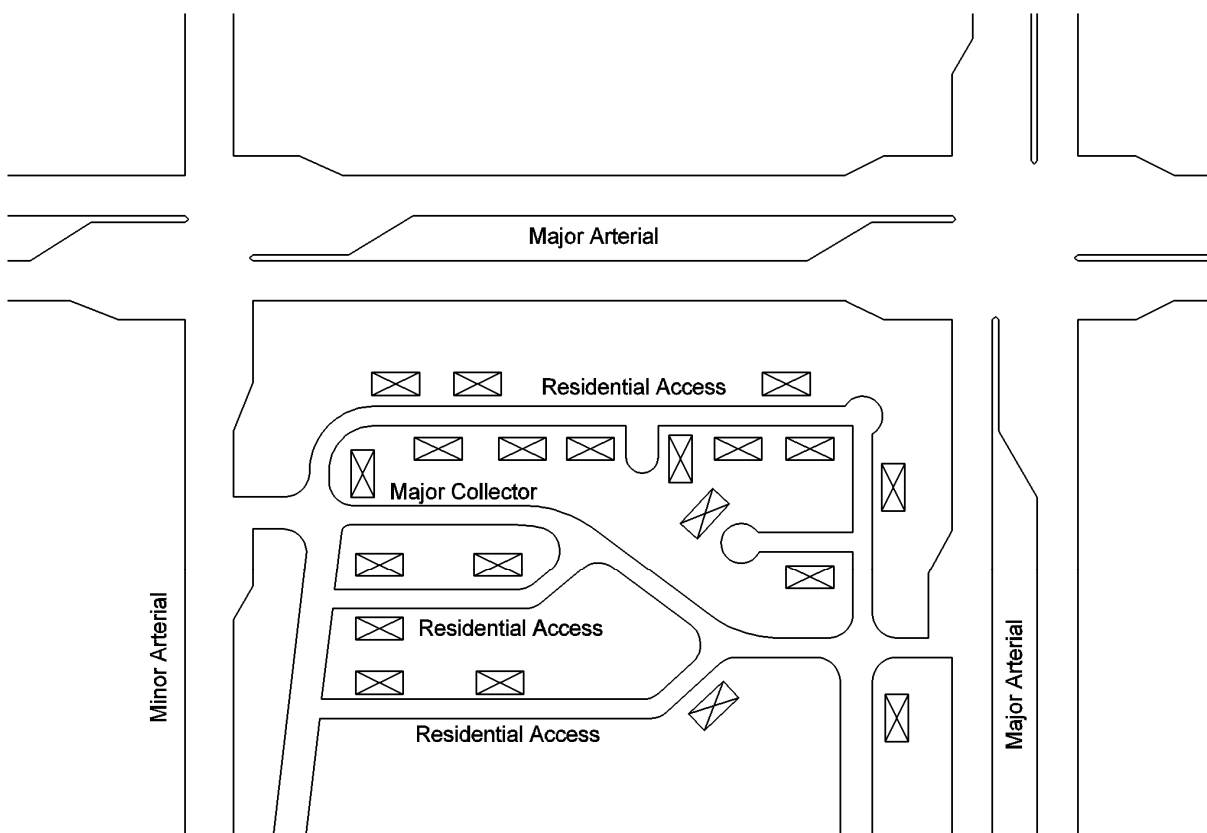 Major Arterial
Residential Access
Major Collector
Residential Access
Residential Access
Minor Arterial
Major Arterial